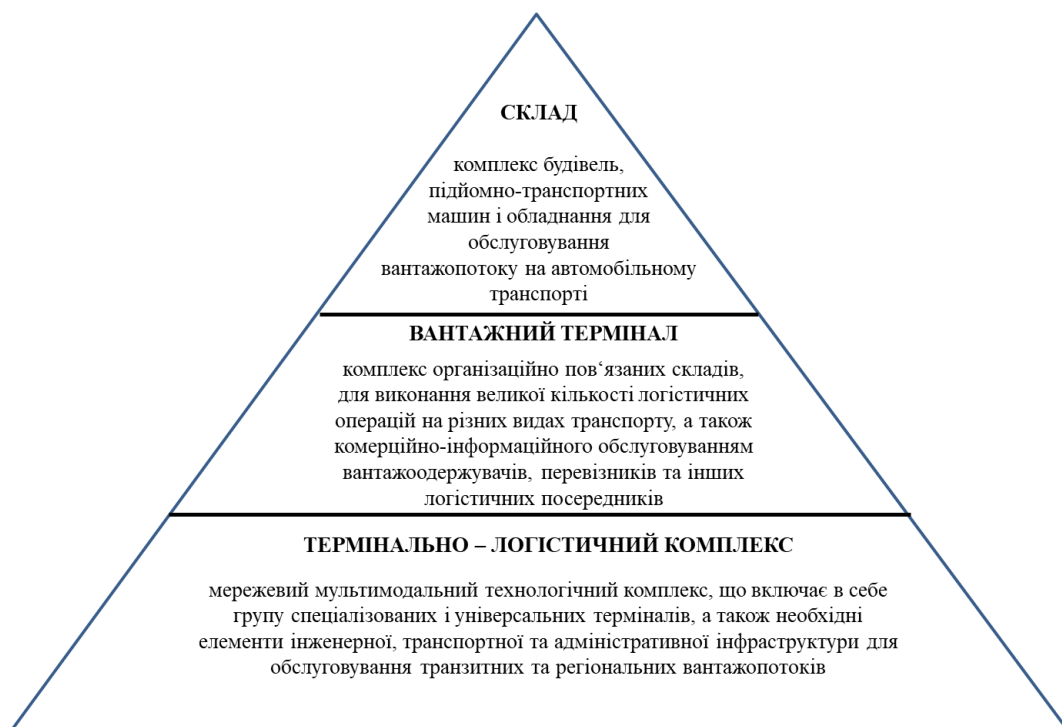 СКЛАД
комплекс будівель,
підйомно-транспортних
машин і обладнання для
обслуговування
вантажопотоку на автомобільному
транспорті
ВАНТАЖНИЙ ТЕРМІНАЛ
комплекс організаційно пов‘язаних складів,
для виконання великої кількості логістичних
операцій на різних видах транспорту, а також
комерційно-інформаційного обслуговуванням
вантажоодержувачів, перевізників та інших
логістичних посередників
ТЕРМІНАЛЬНО – ЛОГІСТИЧНИЙ КОМПЛЕКС
мережевий мультимодальний технологічний комплекс, що включає в себе
групу спеціалізованих і універсальних терміналів, а також необхідні
елементи інженерної, транспортної та адміністративної інфраструктури для
обслуговування транзитних та регіональних вантажопотоків